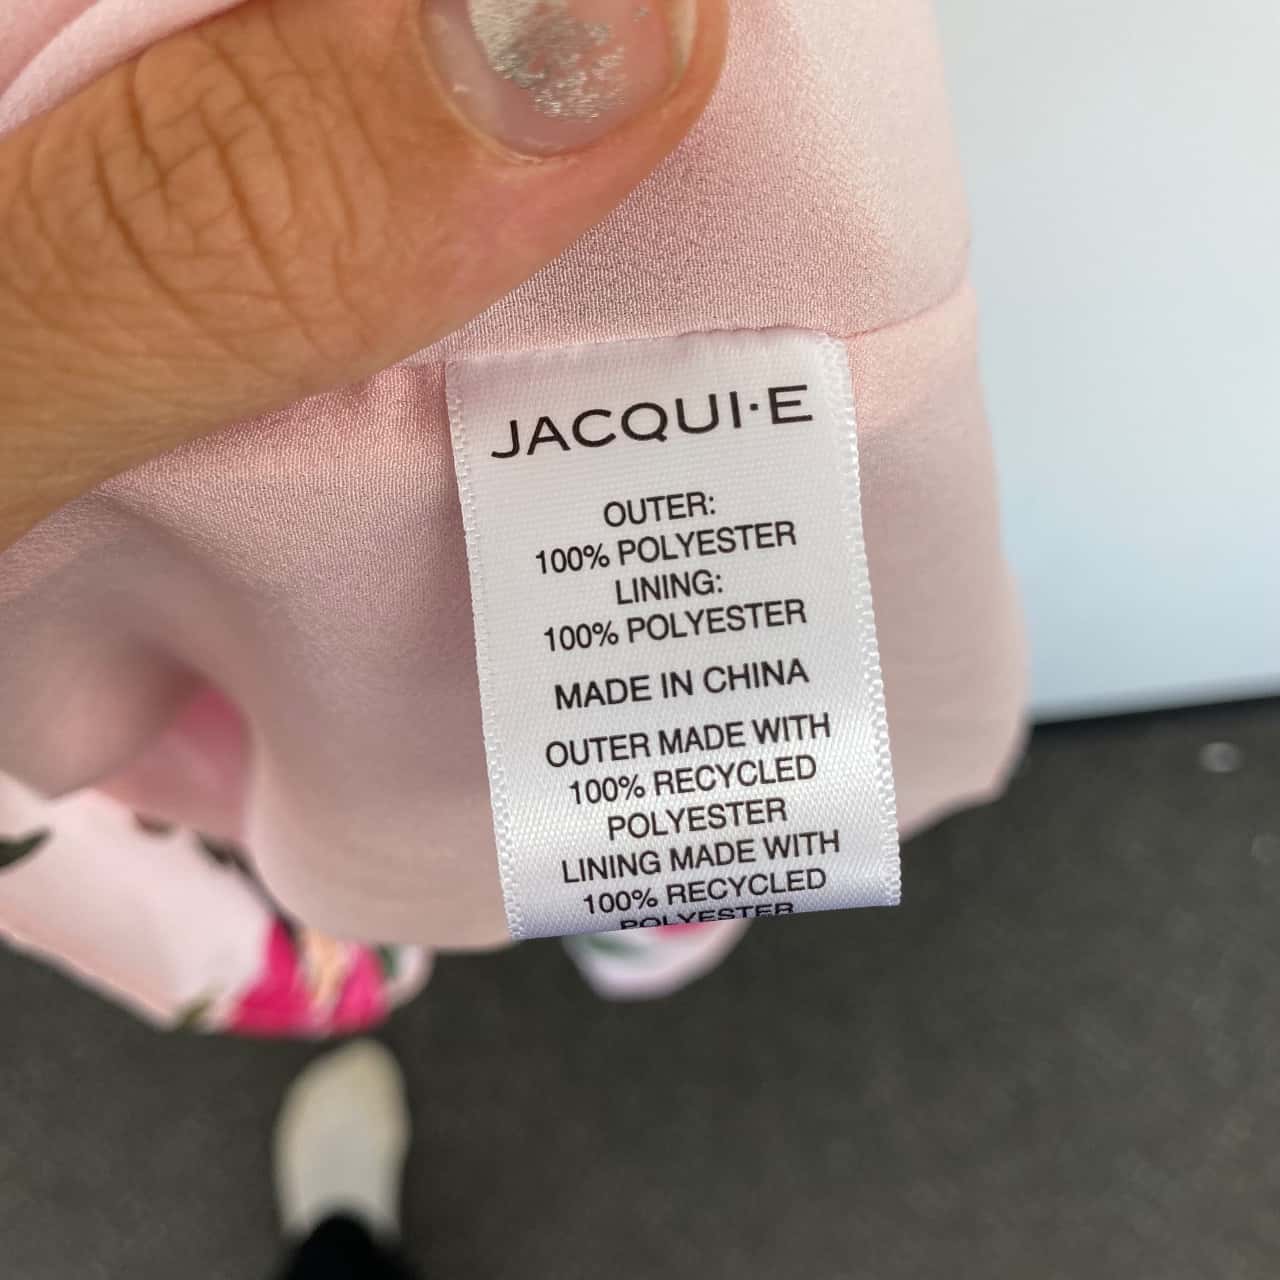 JACQUI·E
OUTER:
100% POLYESTER
LINING:
100% POLYESTER
MADE IN CHINA
OUTER MADE WITH
100% RECYCLED
POLYESTER
LINING MADE WITH
100% RECYCLED
POLYESTER